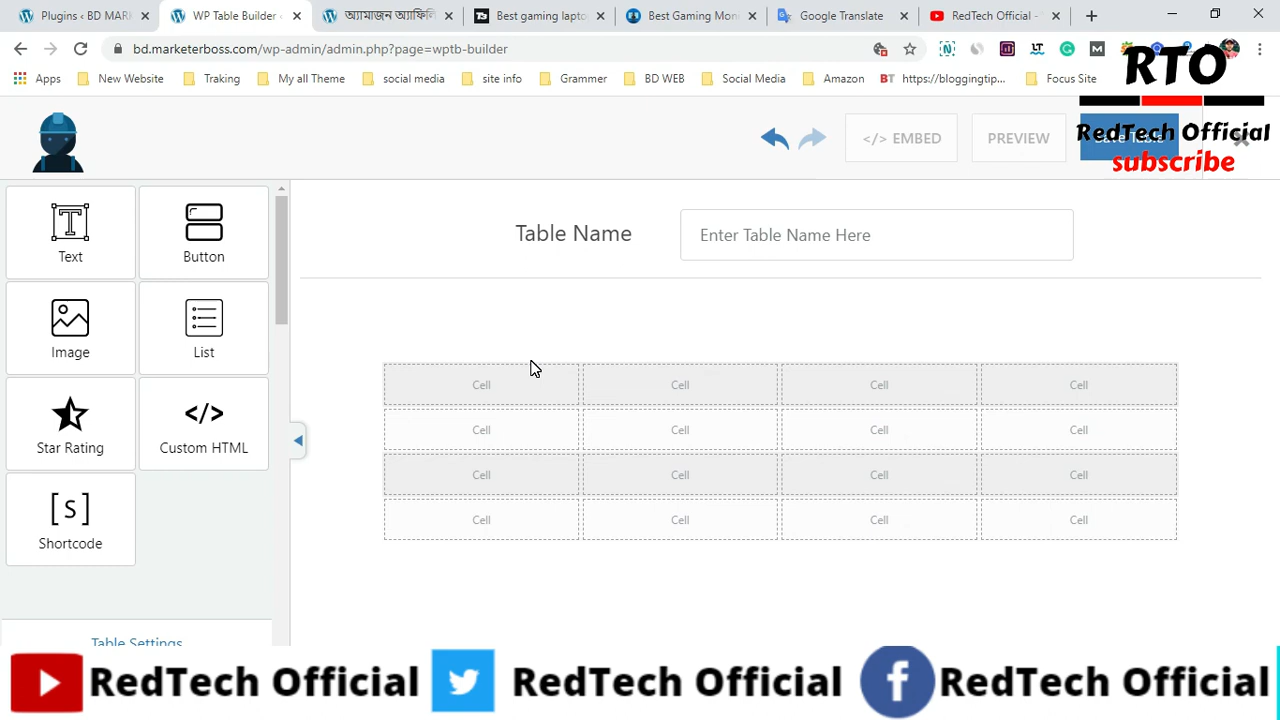 Plugins ‹ BD MAR
WP Table Builder ‹
অ্যামাজন অ্যাফিলি
Best gaming lapto
Best Gaming Mon
Google Translate
RedTech Official -
bd.marketerboss.com/wp-admin/admin.php?page=wptb-builder
Apps
New Website
Traking
My all Theme
social media
site info
Grammer
BD WEB
Social Media
Amazon
https://bloggingtip...
Focus Site
RTO
</> EMBED
PREVIEW
Save Table
RedTech Official
subscribe
Text
Button
Image
List
Star Rating
Custom HTML
Shortcode
Table Settings
Table Name
Enter Table Name Here
Cell Cell Cell Cell
Cell Cell Cell Cell
Cell Cell Cell Cell
Cell Cell Cell Cell
RedTech Official
RedTech Official
RedTech Official